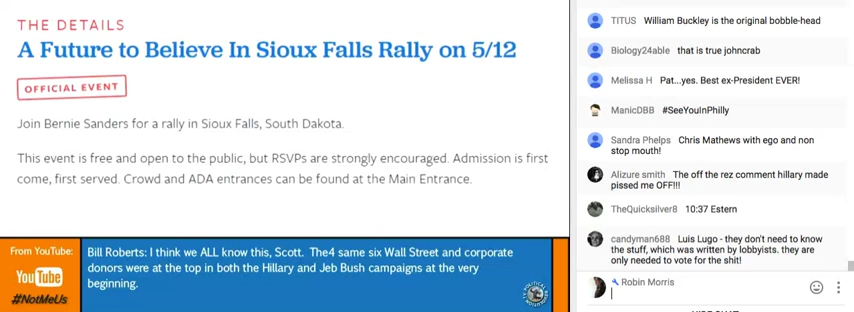 THE DETAILS
A Future to Believe In Sioux Falls Rally on 5/12
OFFICIAL EVENT
Join Bernie Sanders for a rally in Sioux Falls, South Dakota.
This event is free and open to the public, but RSVPs are strongly encouraged. Admission is first
come, first served. Crowd and ADA entrances can be found at the Main Entrance.
From YouTube:
YouTube
#NotMeUs
Bill Roberts: I think we ALL know this, Scott. The4 same six Wall Street and corporate
donors were at the top in both the Hillary and Jeb Bush campaigns at the very
beginning.
TITUS William Buckley is the original bobble-head
Biology24able that is true johncrab
Melissa H Pat...yes. Best ex-President EVER!
ManicDBB #SeeYouInPhilly
Sandra Phelps Chris Mathews with ego and non
stop mouth!
Alizure smith The off the rez comment hillary made
pissed me OFF!!!
TheQuicksilver8 10:37 Estern
candyman688 Luis Lugo - they don't need to know
the stuff, which was written by lobbyists. they are
only needed to vote for the shit!
Robin Morris